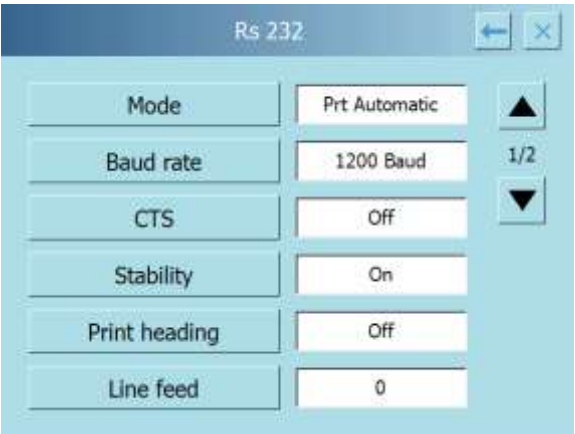 Rs 232
Mode Prt Automatic
Baud rate 1200 Baud 1/2
CTS Off
Stability On
Print heading Off
Line feed 0